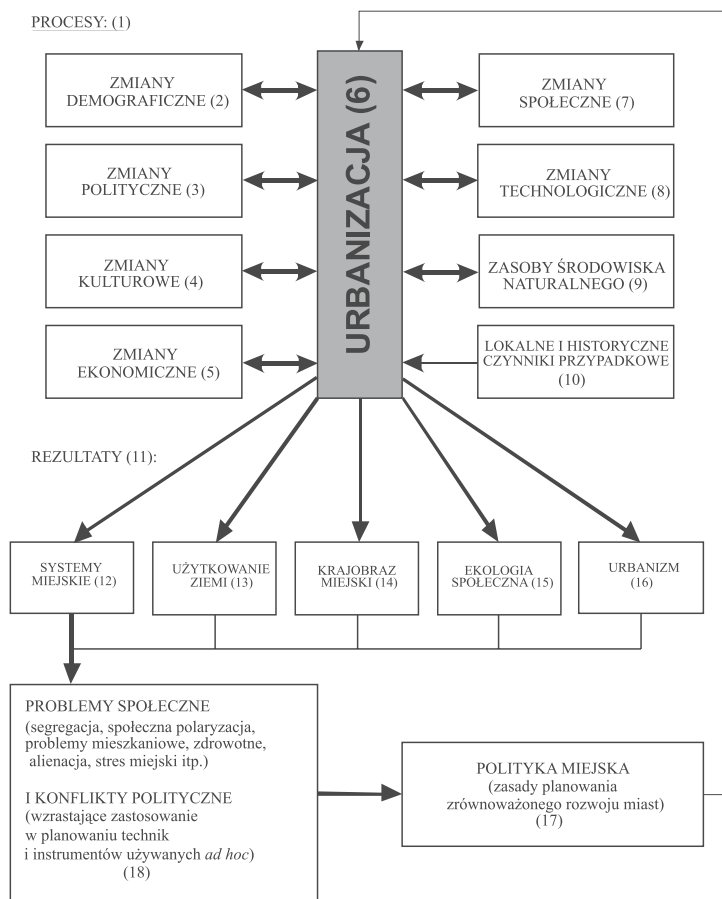 PROCESY: (1)
ZMIANY
DEMOGRAFICZNE (2)
ZMIANY
POLITYCZNE (3)
ZMIANY
KULTUROWE (4)
ZMIANY
EKONOMICZNE (5)
URBANIZACJA (6)
ZMIANY
SPOŁECZNE (7)
ZMIANY
TECHNOLOGICZNE (8)
ZASOBY ŚRODOWISKA
NATURALNEGO (9)
LOKALNE I HISTORYCZNE
CZYNNIKI PRZYPADKOWE
(10)
REZULTATY (11):
SYSTEMY
MIEJSKIE (12)
UŻYTKOWANIE
ZIEMI (13)
KRAJOBRAZ
MIEJSKI (14)
EKOLOGIA
SPOŁECZNA (15)
URBANIZM
(16)
PROBLEMY SPOŁECZNE
(segregacja, społeczna polaryzacja,
problemy mieszkaniowe, zdrowotne,
alienacja, stres miejski itp.)
I KONFLIKTY POLITYCZNE
(wzrastające zastosowanie
w planowaniu technik
i instrumentów używanych ad hoc)
(18)
POLITYKA MIEJSKA
(zasady planowania
zrównoważonego rozwoju miast)
(17)